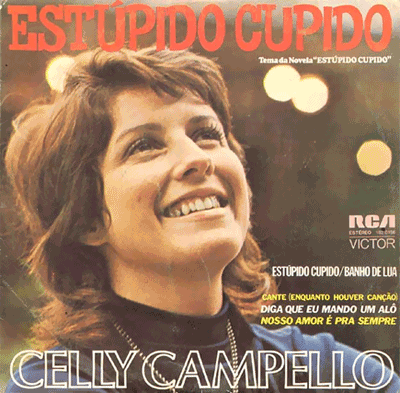 ESTÚPIDO CUPIDO
Tema da Novela "ESTÚPIDO CUPIDO"
RCA
ESTÉREO
VICTOR
ESTÚPIDO CUPIDO/BANHO DE LUA
CANTE (ENQUANTO HOUVER CANÇÃO)
DIGA QUE EU MANDO UM ALÔ
NOSSO AMOR É PRA SEMPRE
CELLY CAMPELLO